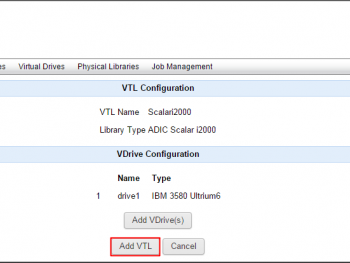 es Virtual Drives Physical Libraries Job Management
VTL Configuration
VTL Name Scalari2000
Library Type ADIC Scalar i2000
VDrive Configuration
Name Type
1 drive1 IBM 3580 Ultrium6
Add VDrive(s)
Add VTL Cancel